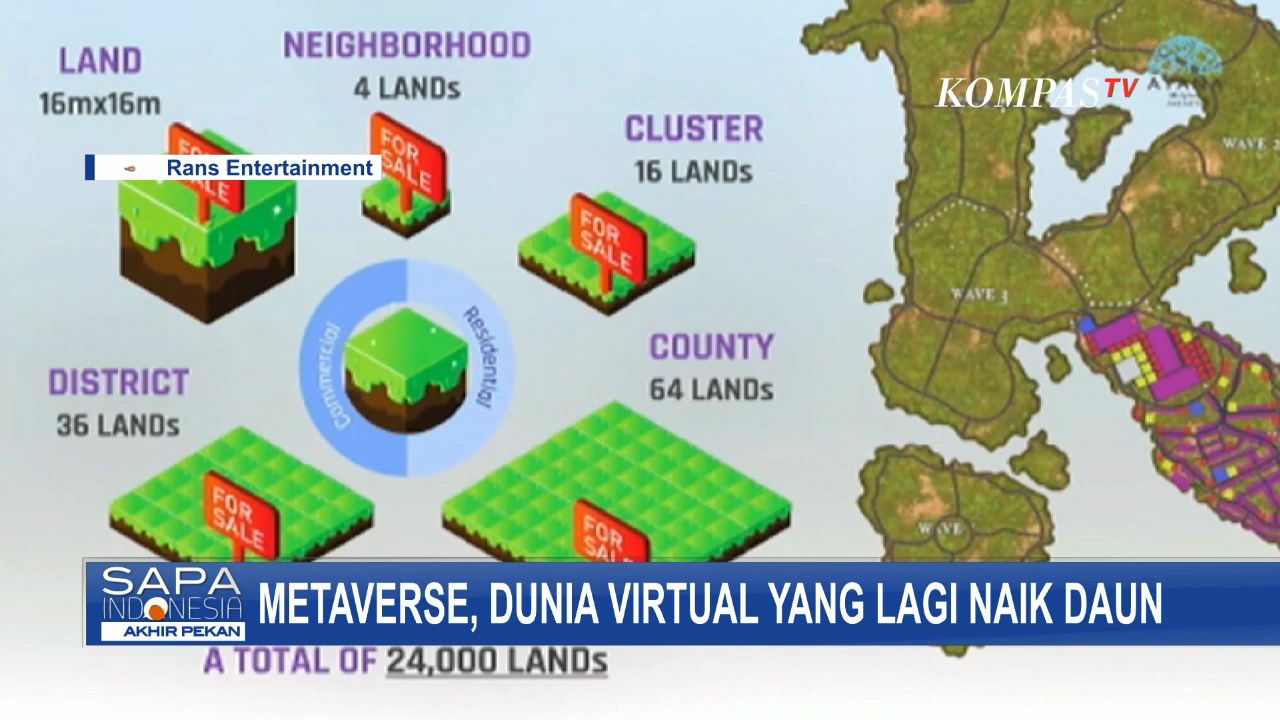 LAND
16mx16m
NEIGHBORHOOD
4 LANDs
KOMPASTV
CLUSTER
16 LANDs
WAVE 2
Rans Entertainment
FOR SALE
FOR SALE
FOR SALE
WAVE 3
Commercial
Residential
COUNTY
64 LANDs
DISTRICT
36 LANDs
FOR SALE
FOR
WAVE
SAPA INDONESIA AKHIR PEKAN
METAVERSE, DUNIA VIRTUAL YANG LAGI NAIK DAUN
A TOTAL OF 24,000 LANDs